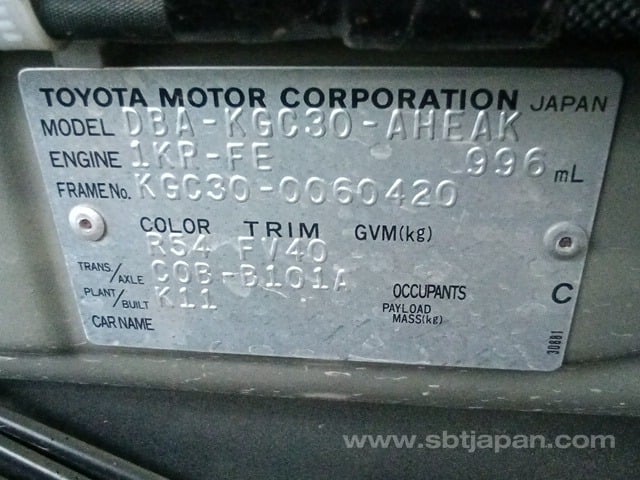 TOYOTA MOTOR CORPORATION JAPAN
MODEL DBA-KGC30-AHEAK
ENGINE 1KR-FE 996 mL
FRAME No. KGC30-0060420
COLOR TRIM GVM(kg)
R54 FV40
TRANS./AXLE C0B-B101A
PLANT/BUILT K11
OCCUPANTS C
PAYLOAD
MASS(kg)
CAR NAME
30881
www.sbtjapan.com